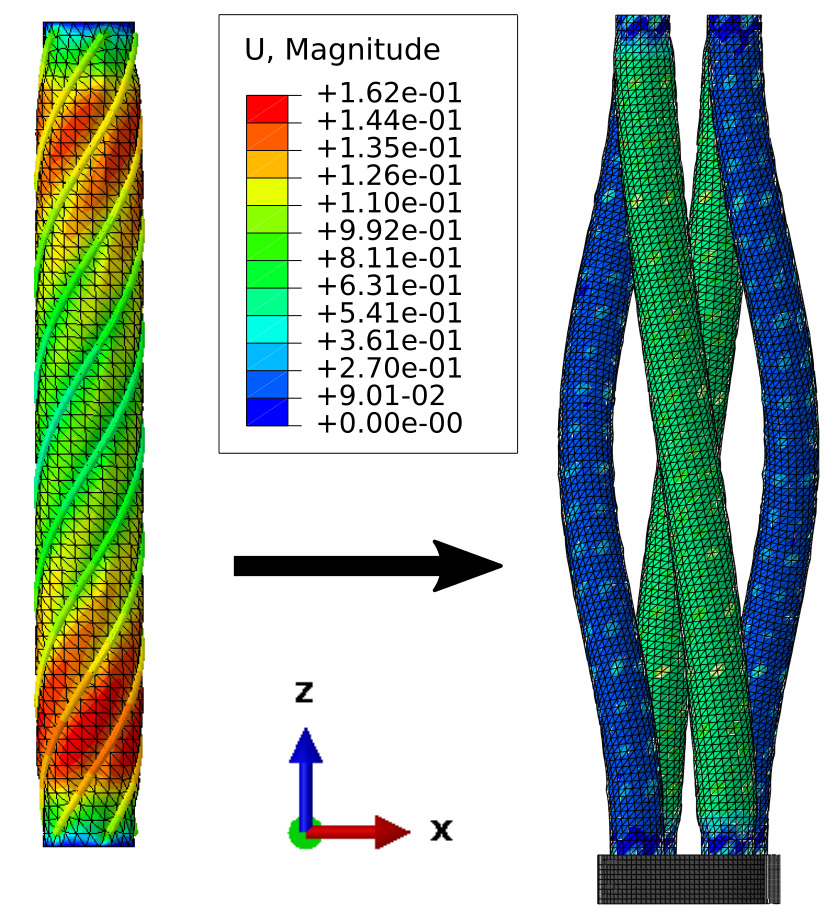 U, Magnitude
+1.62e-01
+1.44e-01
+1.35e-01
+1.26e-01
+1.10e-01
+9.92e-01
+8.11e-01
+6.31e-01
+5.41e-01
+3.61e-01
+2.70e-01
+9.01-02
+0.00e-00
Z
X